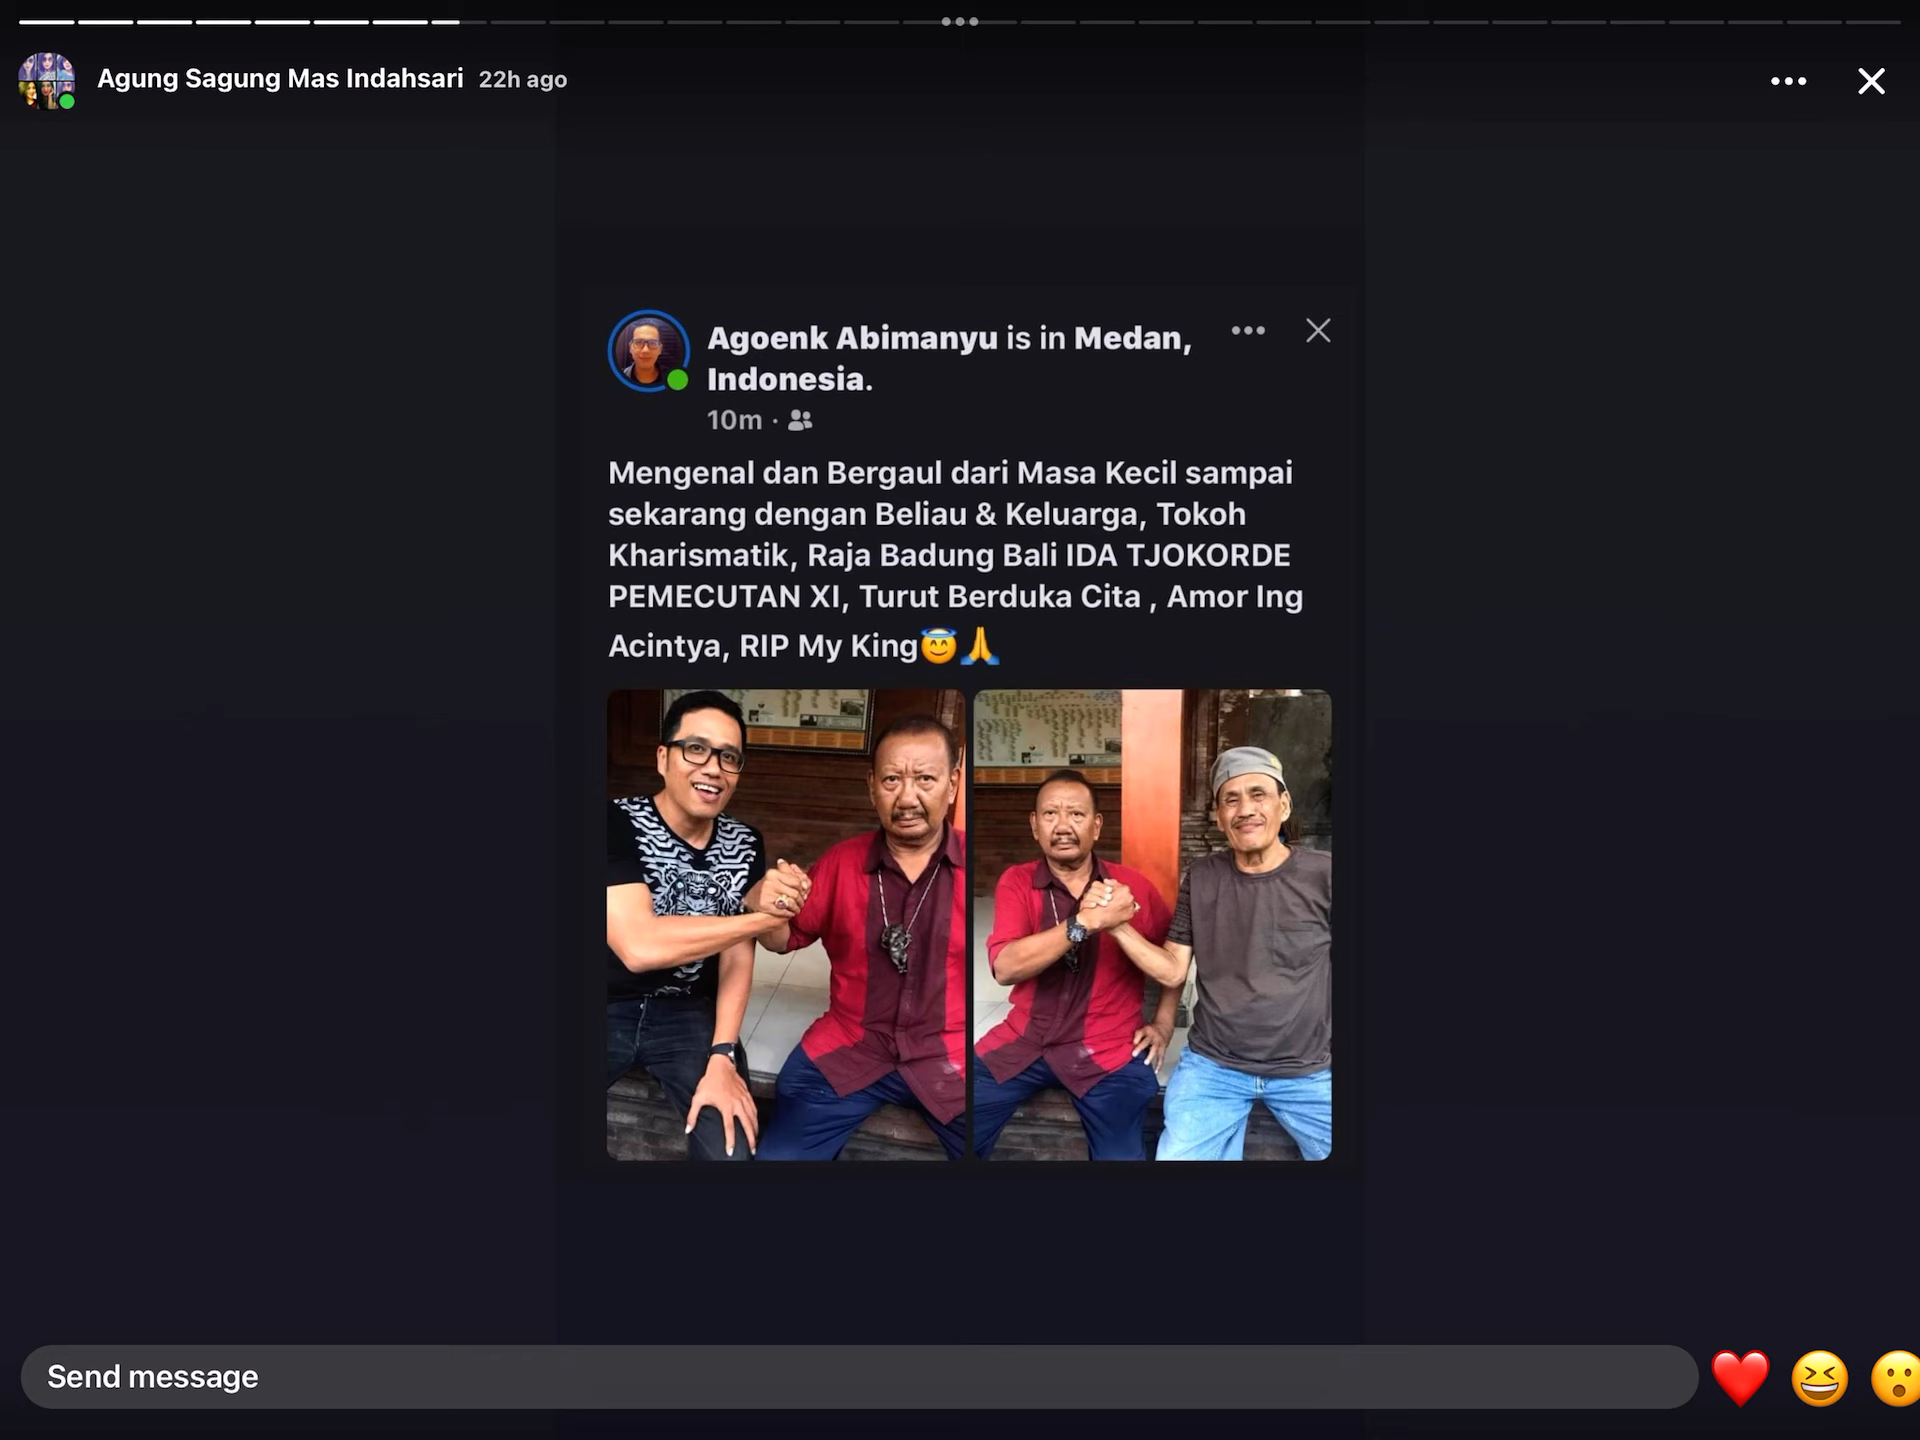 Agung Sagung Mas Indahsari 22h ago
Agoenk Abimanyu is in Medan,
Indonesia.
10m ·
Mengenal dan Bergaul dari Masa Kecil sampai
sekarang dengan Beliau & Keluarga, Tokoh
Kharismatik, Raja Badung Bali IDA TJOKORDE
PEMECUTAN XI, Turut Berduka Cita , Amor Ing
Acintya, RIP My King😇🙏
Send message